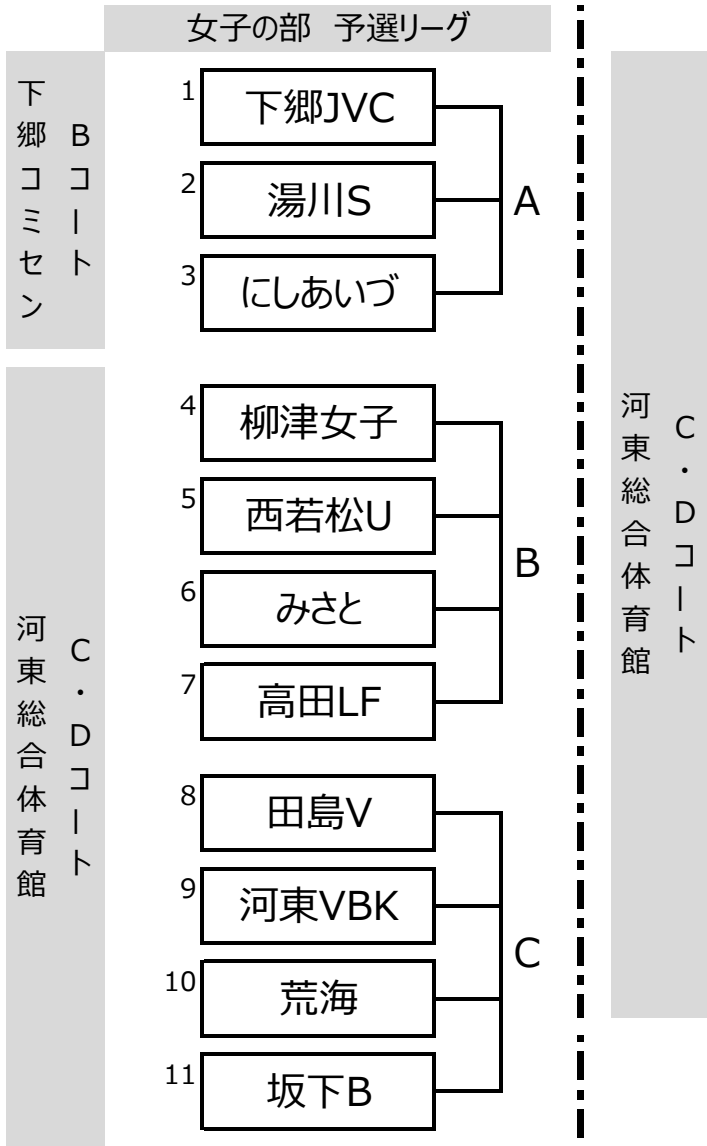 女子の部 予選リーグ
下郷コミセン
Bコート
1 下郷JVC
2 湯川S
3 にしあいづ
A
河東総合体育館
C・Dコート
4 柳津女子
5 西若松U
6 みさと
7 高田LF
B
8 田島V
9 河東VBK
10 荒海
11 坂下B
C
河東総合体育館
C・Dコート